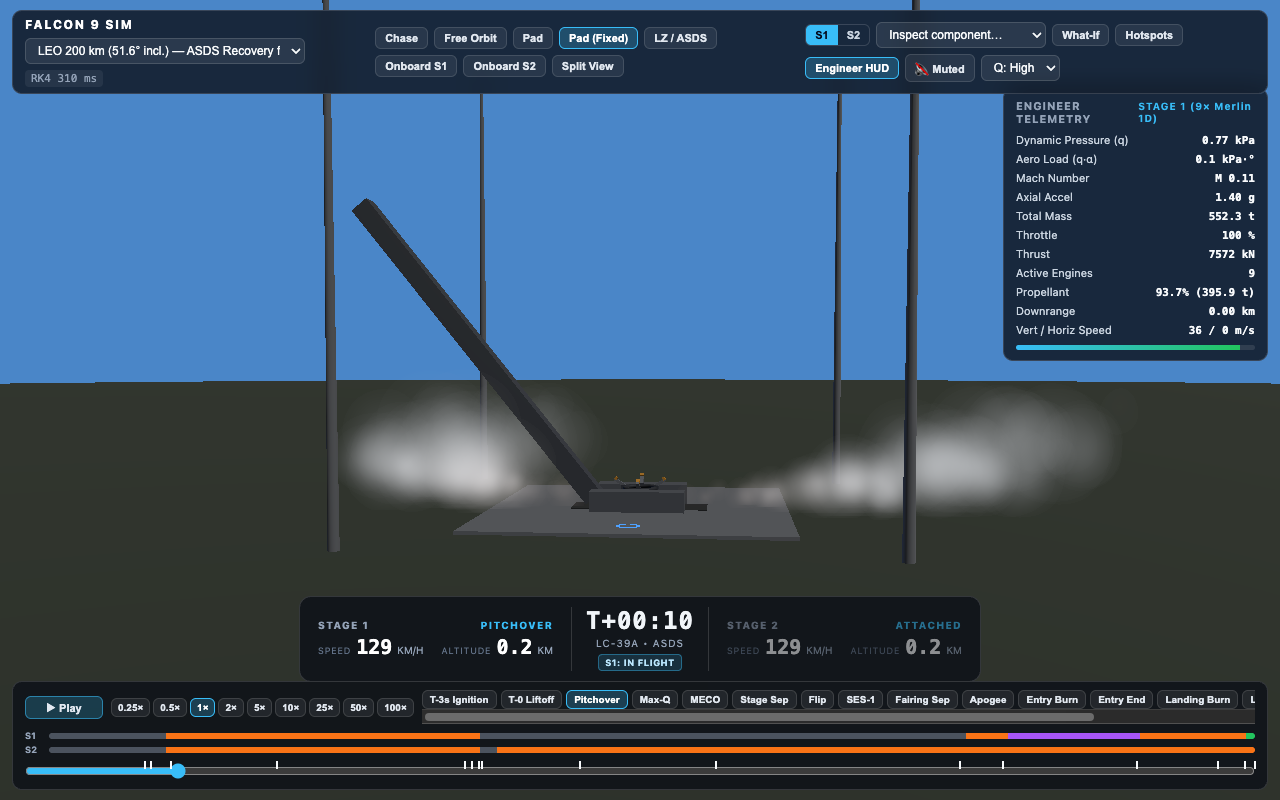 FALCON 9 SIM
LEO 200 km (51.6° incl.) — ASDS Recovery f
RK4 310 ms
Chase
Free Orbit
Pad
Pad (Fixed)
LZ / ASDS
Onboard S1
Onboard S2
Split View
S1
S2
Inspect component…
What-If
Hotspots
Engineer HUD
Muted
Q: High
ENGINEER TELEMETRY
STAGE 1 (9× Merlin 1D)
Dynamic Pressure (q) 0.77 kPa
Aero Load (q·α) 0.1 kPa·°
Mach Number M 0.11
Axial Accel 1.40 g
Total Mass 552.3 t
Throttle 100 %
Thrust 7572 kN
Active Engines 9
Propellant 93.7% (395.9 t)
Downrange 0.00 km
Vert / Horiz Speed 36 / 0 m/s
STAGE 1 PITCHOVER
SPEED 129 KM/H ALTITUDE 0.2 KM
T+00:10
LC-39A • ASDS
S1: IN FLIGHT
STAGE 2 ATTACHED
SPEED 129 KM/H ALTITUDE 0.2 KM
Play
0.25×
0.5×
1×
2×
5×
10×
25×
50×
100×
T-3s Ignition
T-0 Liftoff
Pitchover
Max-Q
MECO
Stage Sep
Flip
SES-1
Fairing Sep
Apogee
Entry Burn
Entry End
Landing Burn
L
S1
S2